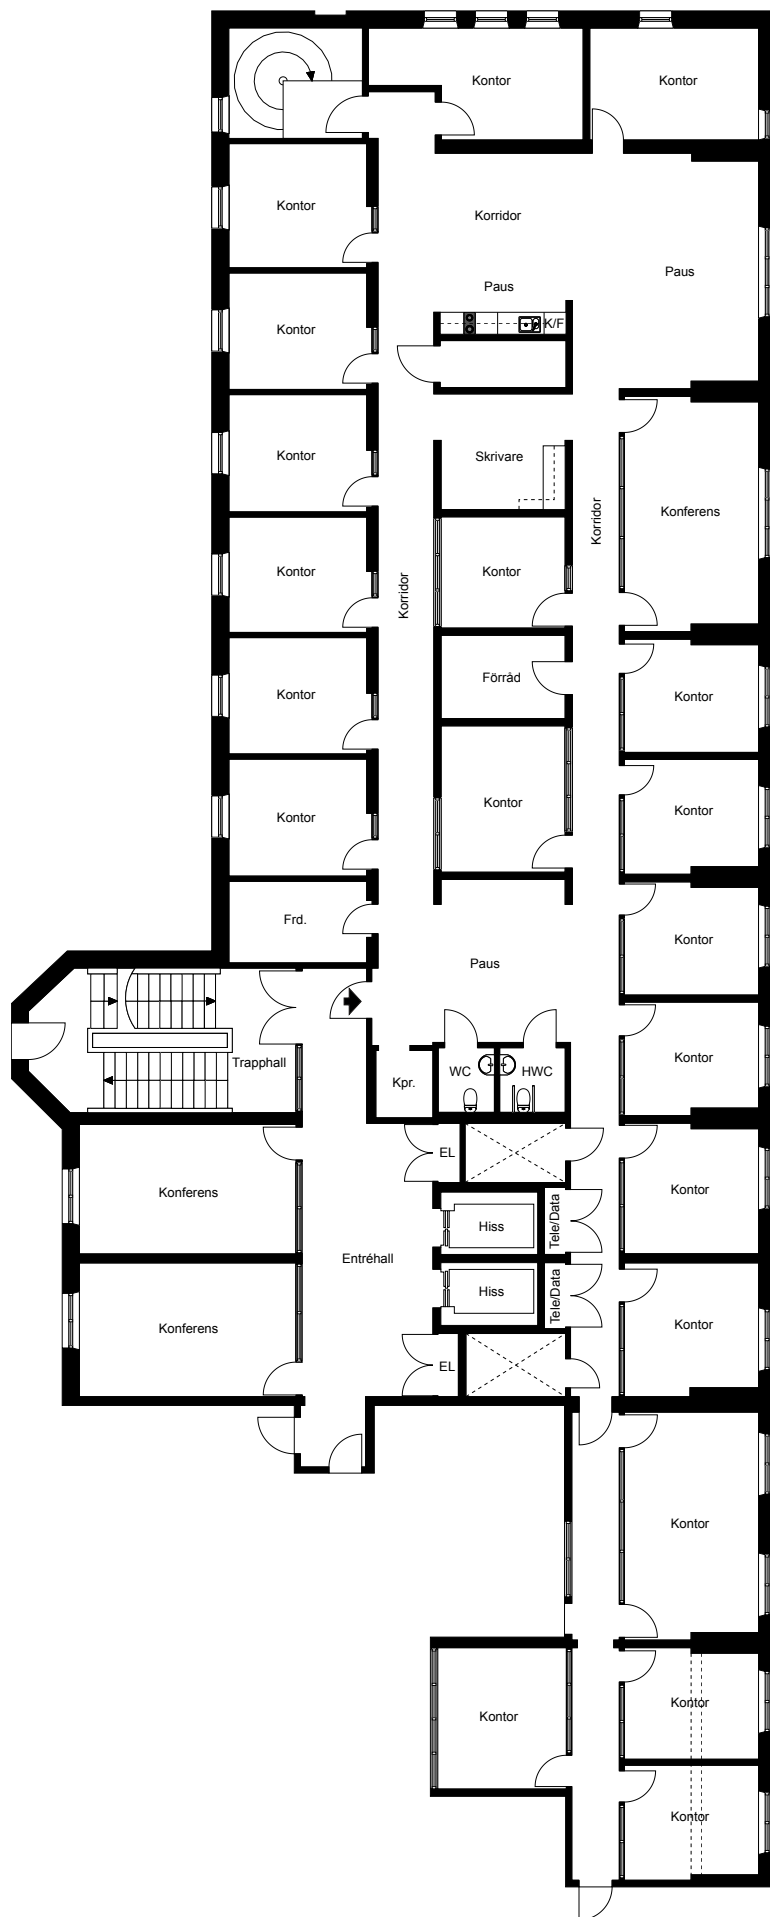 Kontor
Kontor
Kontor
Korridor
Paus
Paus
K/F
Kontor
Kontor
Skrivare
Konferens
Korridor
Kontor
Kontor
Korridor
Förråd
Kontor
Kontor
Kontor
Kontor
Kontor
Frd.
Kontor
Paus
Trapphall
Kpr.
WC
HWC
Kontor
EL
Konferens
Kontor
Hiss
Tele/Data
Entréhall
Hiss
Tele/Data
Konferens
Kontor
EL
Kontor
Kontor
Kontor
Kontor
Kontor